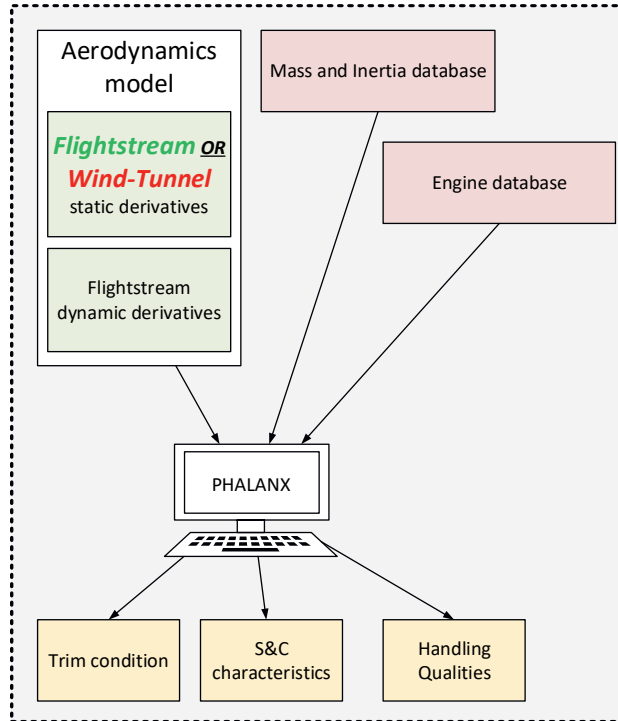 Aerodynamics
model
Flightstream OR
Wind-Tunnel
static derivatives
Flightstream
dynamic derivatives
Mass and Inertia database
Engine database
PHALANX
Trim condition
S&C
characteristics
Handling
Qualities